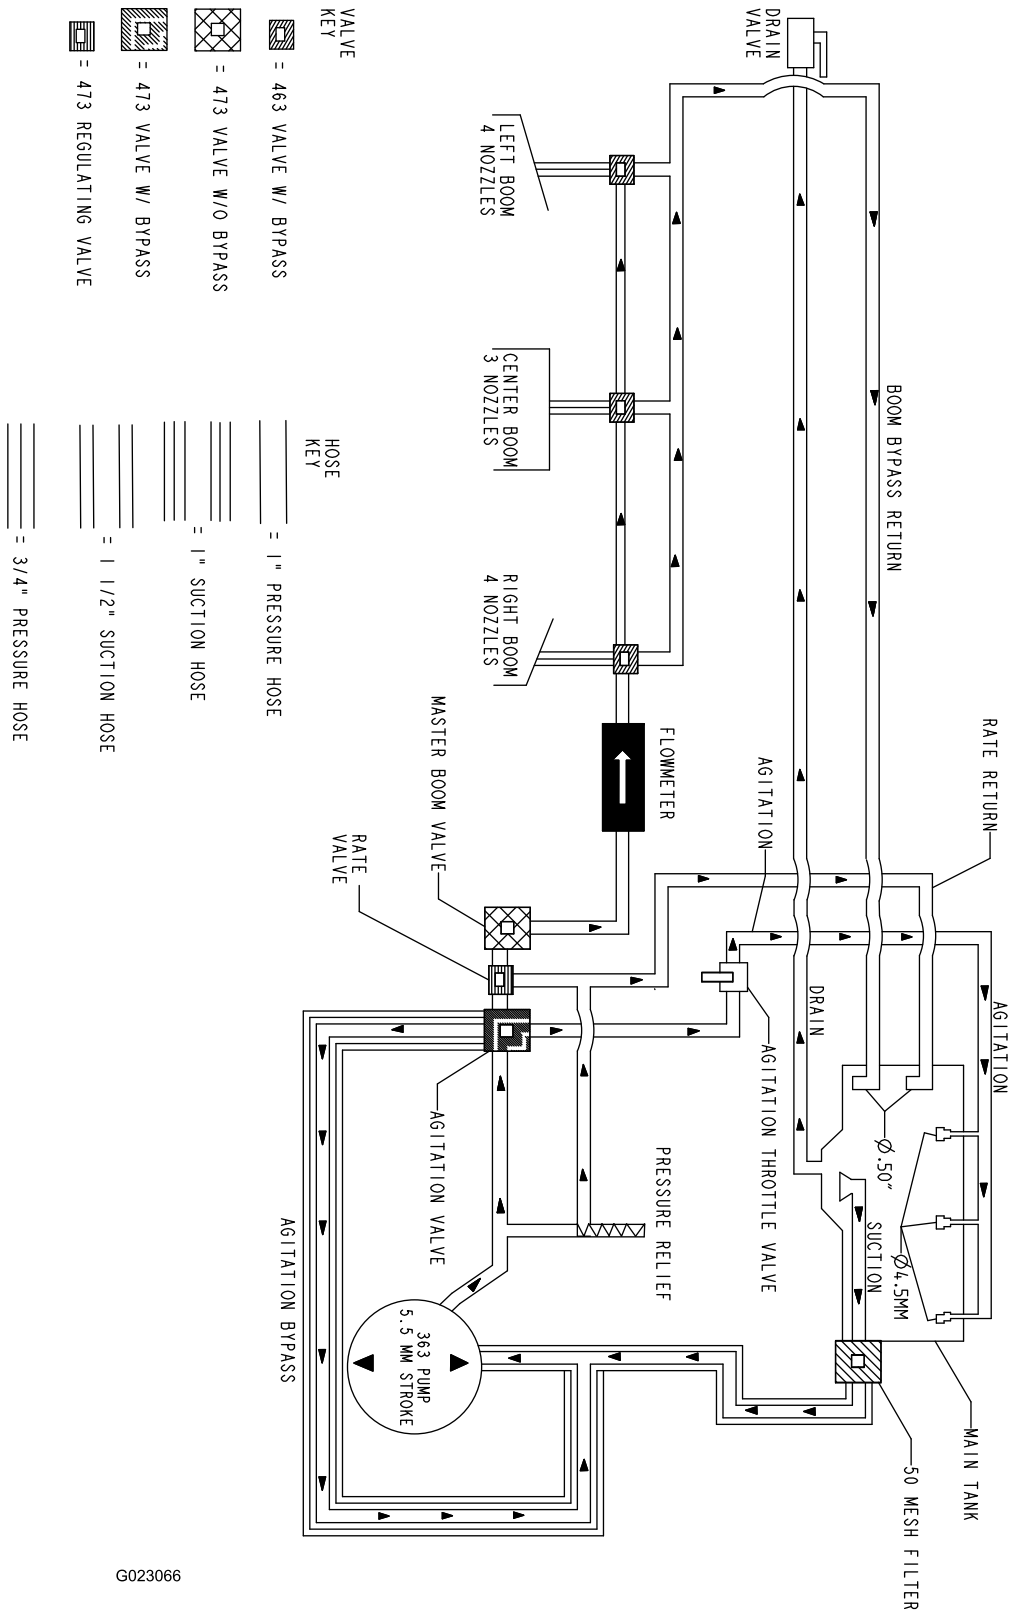 VALVE
KEY
= 463 VALVE W/ BYPASS
= 473 VALVE W/O BYPASS
= 473 VALVE W/ BYPASS
= 473 REGULATING VALVE
HOSE
KEY
= 1" PRESSURE HOSE
= 1" SUCTION HOSE
= 1 1/2" SUCTION HOSE
= 3/4" PRESSURE HOSE
DRAIN
VALVE
LEFT BOOM
4 NOZZLES
CENTER BOOM
3 NOZZLES
RIGHT BOOM
4 NOZZLES
BOOM BYPASS RETURN
FLOWMETER
MASTER BOOM VALVE
RATE
VALVE
RATE RETURN
AGITATION
AGITATION
DRAIN
AGITATION THROTTLE VALVE
AGITATION VALVE
PRESSURE RELIEF
AGITATION BYPASS
363 PUMP
5.5 MM STROKE
Ø.50"
Ø4.5MM
SUCTION
MAIN TANK
50 MESH FILTER
G023066